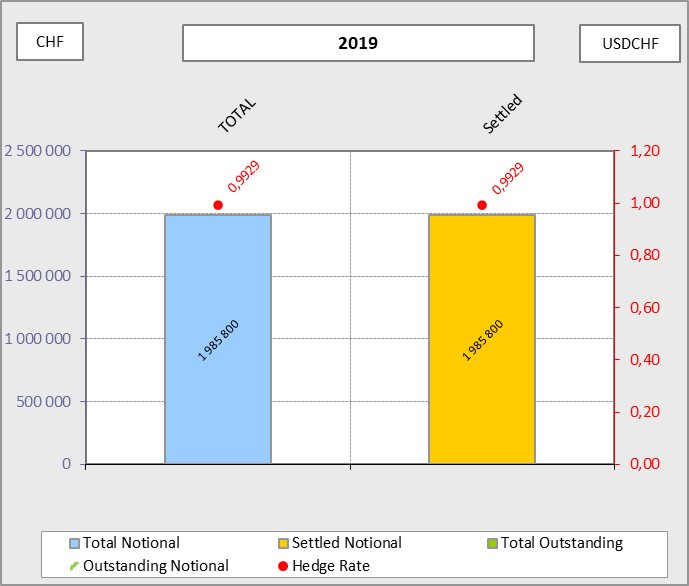 CHF
2019
USDCHF
TOTAL
Settled
2 500 000
2 000 000
1 500 000
1 000 000
500 000
0
0,9929
0,9929
1 985 800
1 985 800
1,20
1,00
0,80
0,60
0,40
0,20
0,00
Total Notional
Settled Notional
Total Outstanding
Outstanding Notional
Hedge Rate